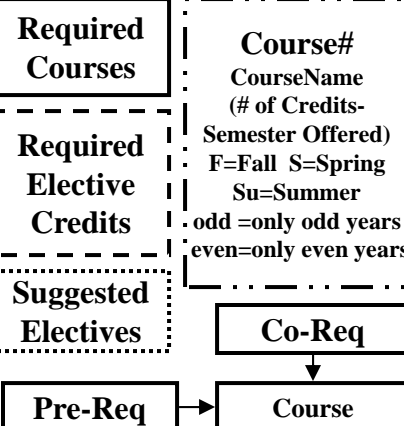 Required
Courses
Required
Elective
Credits
Suggested
Electives
Course#
CourseName
(# of Credits-
Semester Offered)
F=Fall S=Spring
Su=Summer
odd =only odd years
even=only even years
Co-Req
Pre-Req
Course